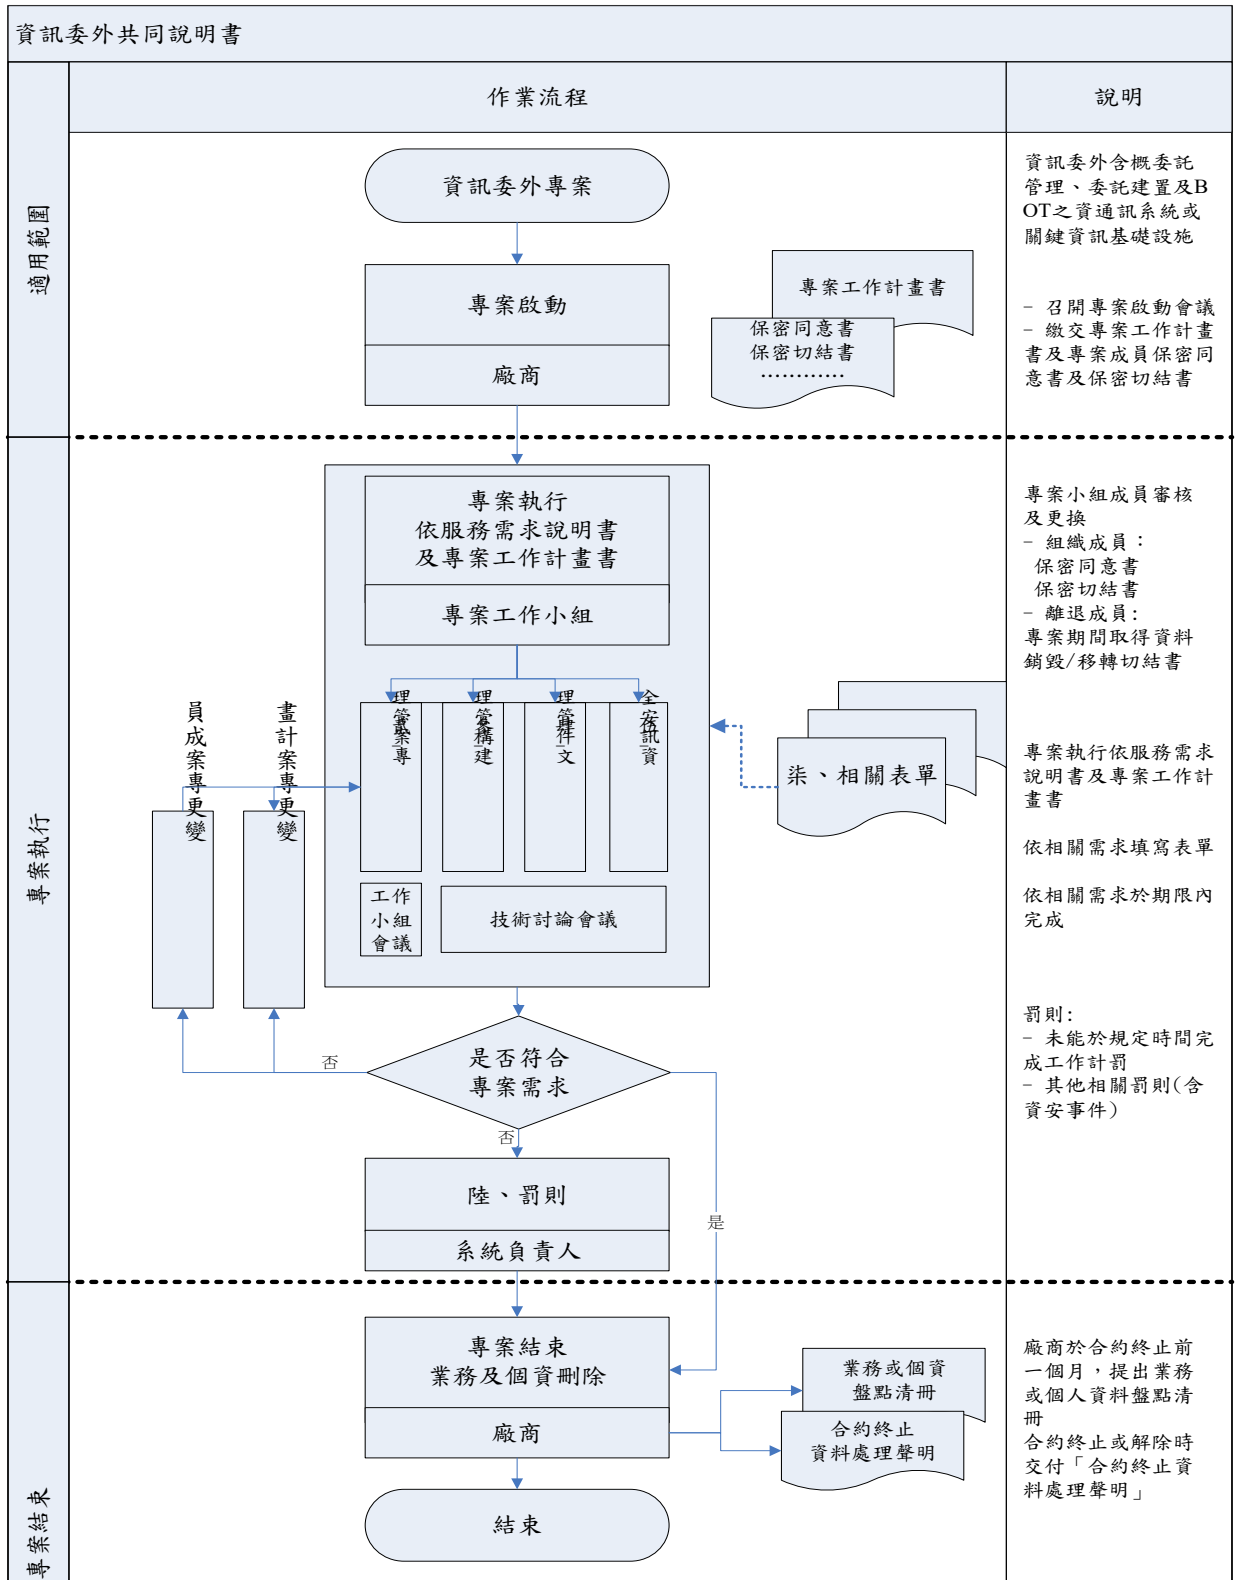 資訊委外共同說明書
作業流程
說明
適用範圍
資訊委外專案
專案啟動
廠商
專案工作計畫書
保密同意書
保密切結書
…………
資訊委外含概委託
管理、委託建置及B
OT之資通訊系統或
關鍵資訊基礎設施
- 召開專案啟動會議
- 繳交專案工作計畫
書及專案成員保密同
意書及保密切結書
專案執行
專案執行
依服務需求說明書
及專案工作計畫書
專案工作小組
工作
小組
會議
技術討論會議
變更專案成員
變更專案計畫
柒、相關表單
專案小組成員審核
及更換
- 組織成員：
保密同意書
保密切結書
- 離退成員:
專案期間取得資料
銷毀/移轉切結書
專案執行依服務需求
說明書及專案工作計
畫書
依相關需求填寫表單
依相關需求於期限內
完成
是否符合
專案需求
否
否
是
陸、罰則
系統負責人
罰則:
- 未能於規定時間完
成工作計罰
- 其他相關罰則(含
資安事件)
專案結束
專案結束
業務及個資刪除
廠商
業務或個資
盤點清冊
合約終止
資料處理聲明
結束
廠商於合約終止前
一個月，提出業務
或個人資料盤點清
冊
合約終止或解除時
交付「合約終止資
料處理聲明」